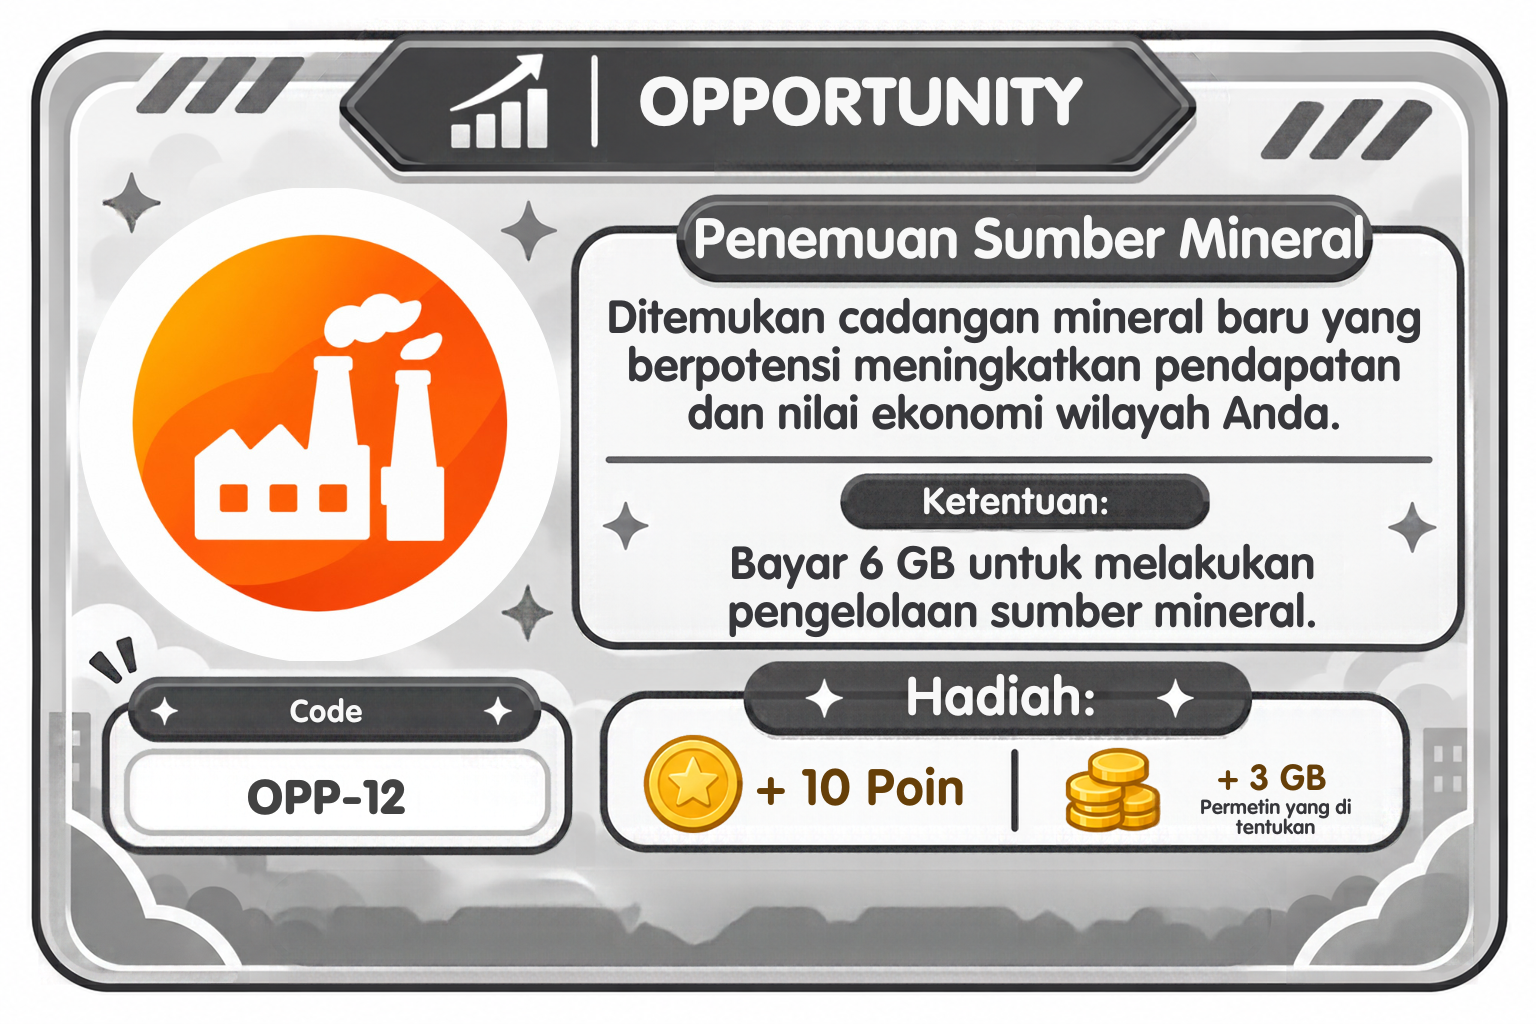 OPPORTUNITY
Penemuan Sumber Mineral
Ditemukan cadangan mineral baru yang
berpotensi meningkatkan pendapatan
dan nilai ekonomi wilayah Anda.
Ketentuan:
Bayar 6 GB untuk melakukan
pengelolaan sumber mineral.
Code
OPP-12
Hadiah:
+ 10 Poin
+ 3 GB
Permetin yang di
tentukan